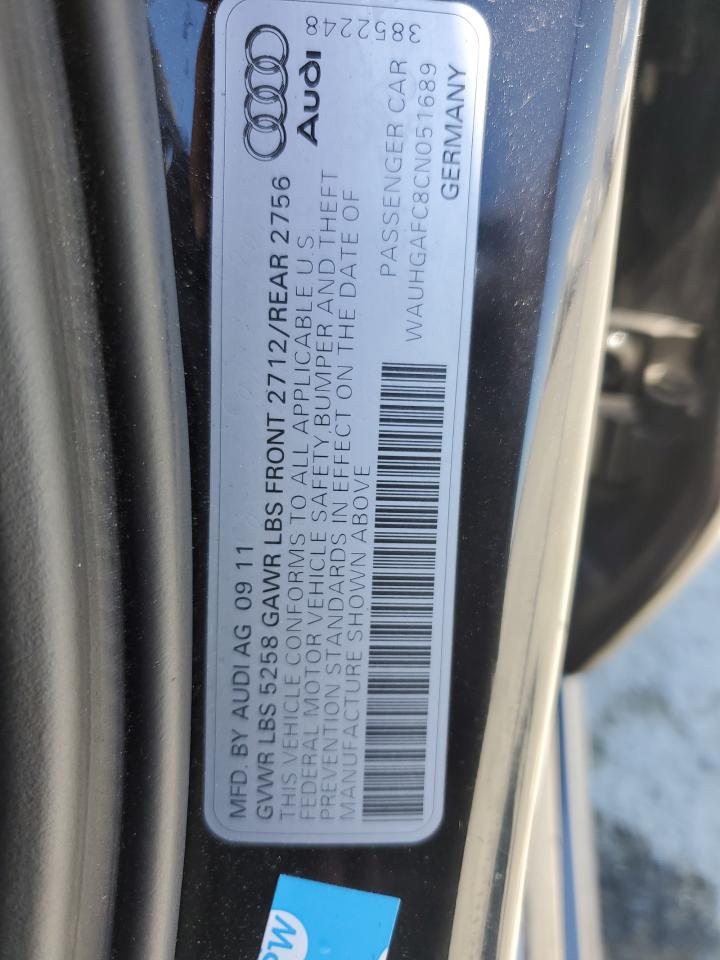 MFD. BY AUDI AG 09 11
GVWR LBS 5258 GAWR LBS FRONT 2712/REAR 2756
THIS VEHICLE CONFORMS TO ALL APPLICABLE U.S.
FEDERAL MOTOR VEHICLE SAFETY, BUMPER AND THEFT
PREVENTION STANDARDS IN EFFECT ON THE DATE OF
MANUFACTURE SHOWN ABOVE
Audi
PASSENGER CAR
WAUHGAFC8CN051689
GERMANY
3852248